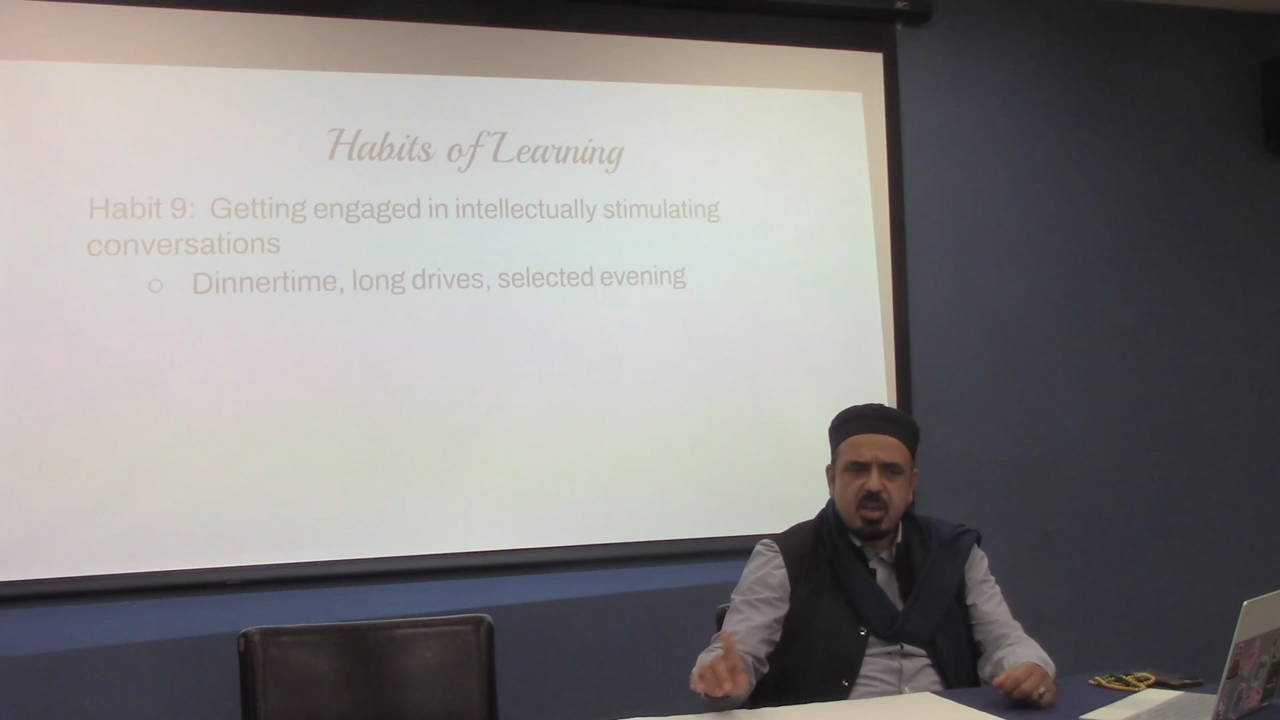 Habits of Learning
Habit 9: Getting engaged in intellectually stimulating
conversations
○ Dinnertime, long drives, selected evening